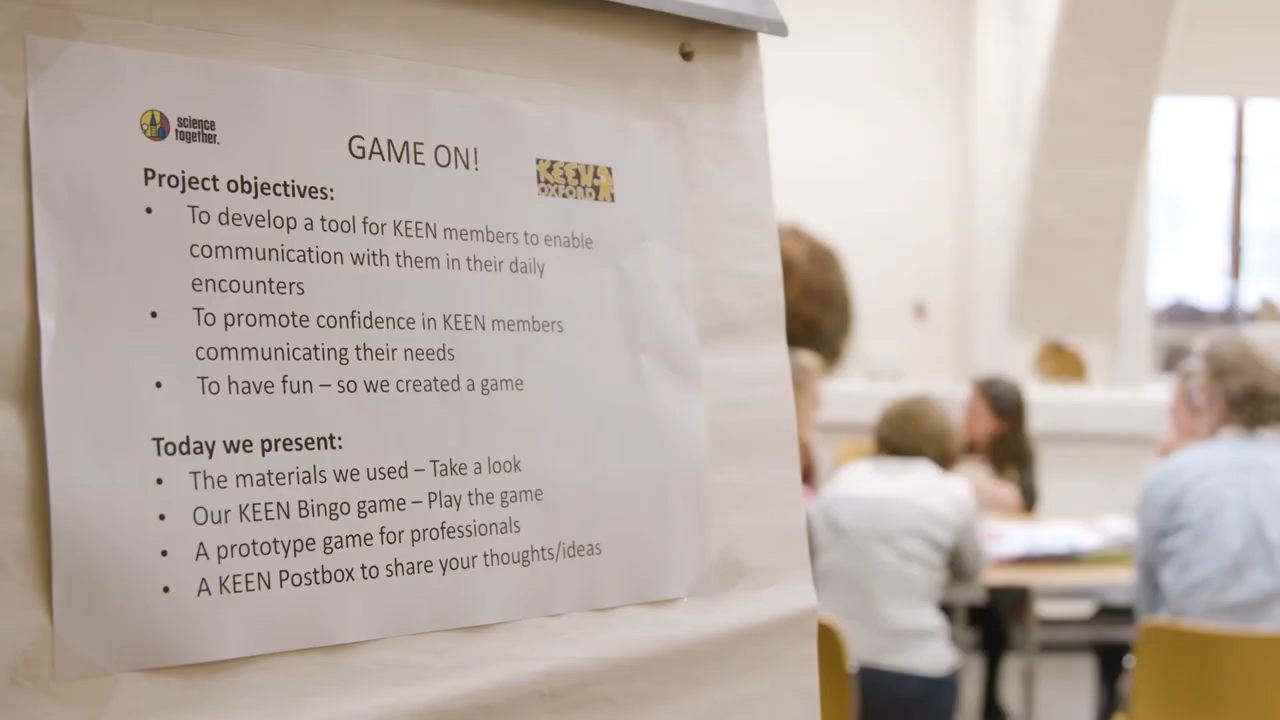 science
together.
GAME ON!
KEEN
OXFORD
Project objectives:
• To develop a tool for KEEN members to enable
communication with them in their daily
encounters
• To promote confidence in KEEN members
communicating their needs
• To have fun – so we created a game
Today we present:
• The materials we used – Take a look
• Our KEEN Bingo game – Play the game
• A prototype game for professionals
• A KEEN Postbox to share your thoughts/ideas